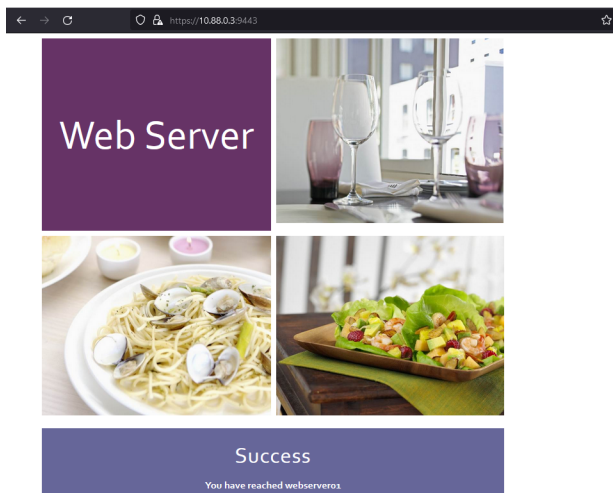 https://10.88.0.3:9443
Web Server
Success
You have reached webserver01